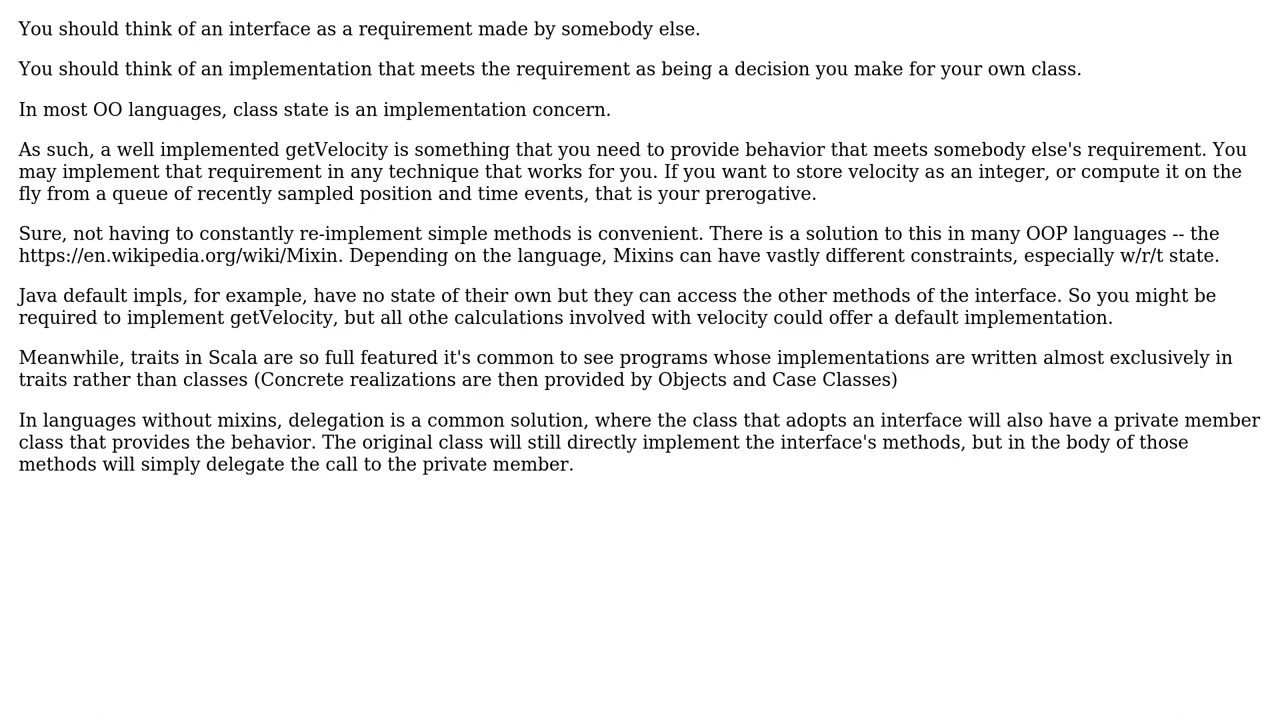 You should think of an interface as a requirement made by somebody else.
You should think of an implementation that meets the requirement as being a decision you make for your own class.
In most OO languages, class state is an implementation concern.
As such, a well implemented getVelocity is something that you need to provide behavior that meets somebody else's requirement. You
may implement that requirement in any technique that works for you. If you want to store velocity as an integer, or compute it on the
fly from a queue of recently sampled position and time events, that is your prerogative.
Sure, not having to constantly re-implement simple methods is convenient. There is a solution to this in many OOP languages -- the
https://en.wikipedia.org/wiki/Mixin. Depending on the language, Mixins can have vastly different constraints, especially w/r/t state.
Java default impls, for example, have no state of their own but they can access the other methods of the interface. So you might be
required to implement getVelocity, but all othe calculations involved with velocity could offer a default implementation.
Meanwhile, traits in Scala are so full featured it's common to see programs whose implementations are written almost exclusively in
traits rather than classes (Concrete realizations are then provided by Objects and Case Classes)
In languages without mixins, delegation is a common solution, where the class that adopts an interface will also have a private member
class that provides the behavior. The original class will still directly implement the interface's methods, but in the body of those
methods will simply delegate the call to the private member.